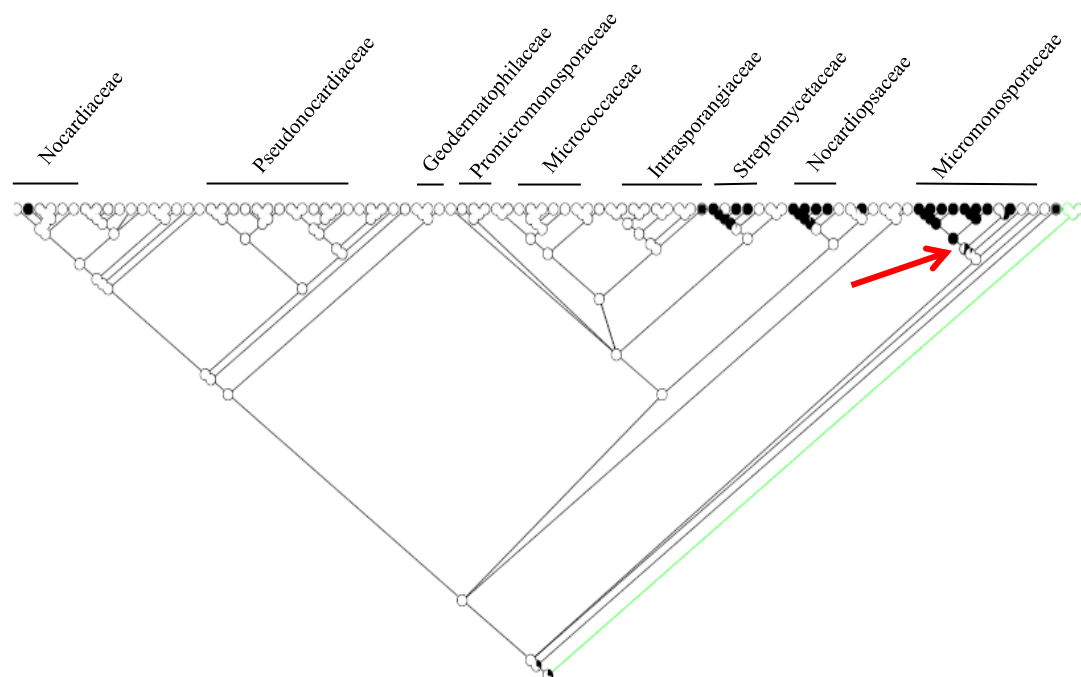 Nocardiaceae
Pseudonocardiaceae
Geodermatophilaceae
Promicromonosporaceae
Micrococcaceae
Intrasporangiaceae
Streptomycetaceae
Nocardiopsaceae
Micromonosporaceae